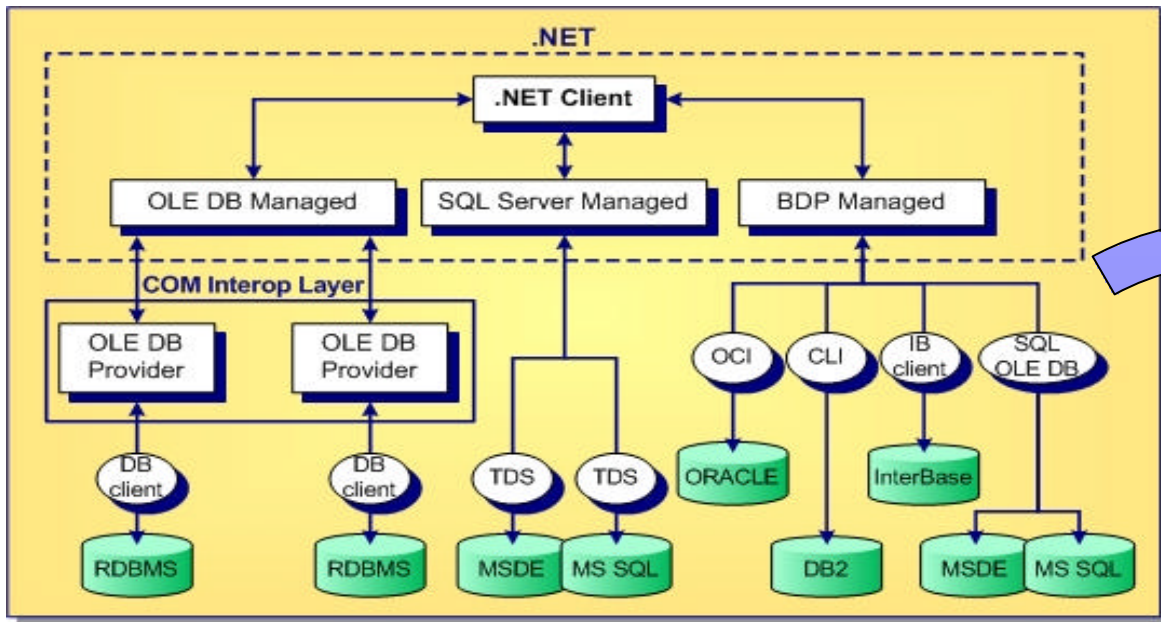 .NET
.NET Client
OLE DB Managed
SQL Server Managed
BDP Managed
COM Interop Layer
OLE DB
Provider
OLE DB
Provider
OCI
CLI
IB
client
SQL
OLE DB
DB
client
DB
client
TDS
TDS
ORACLE
InterBase
RDBMS
RDBMS
MSDE
MS SQL
DB2
MSDE
MS SQL